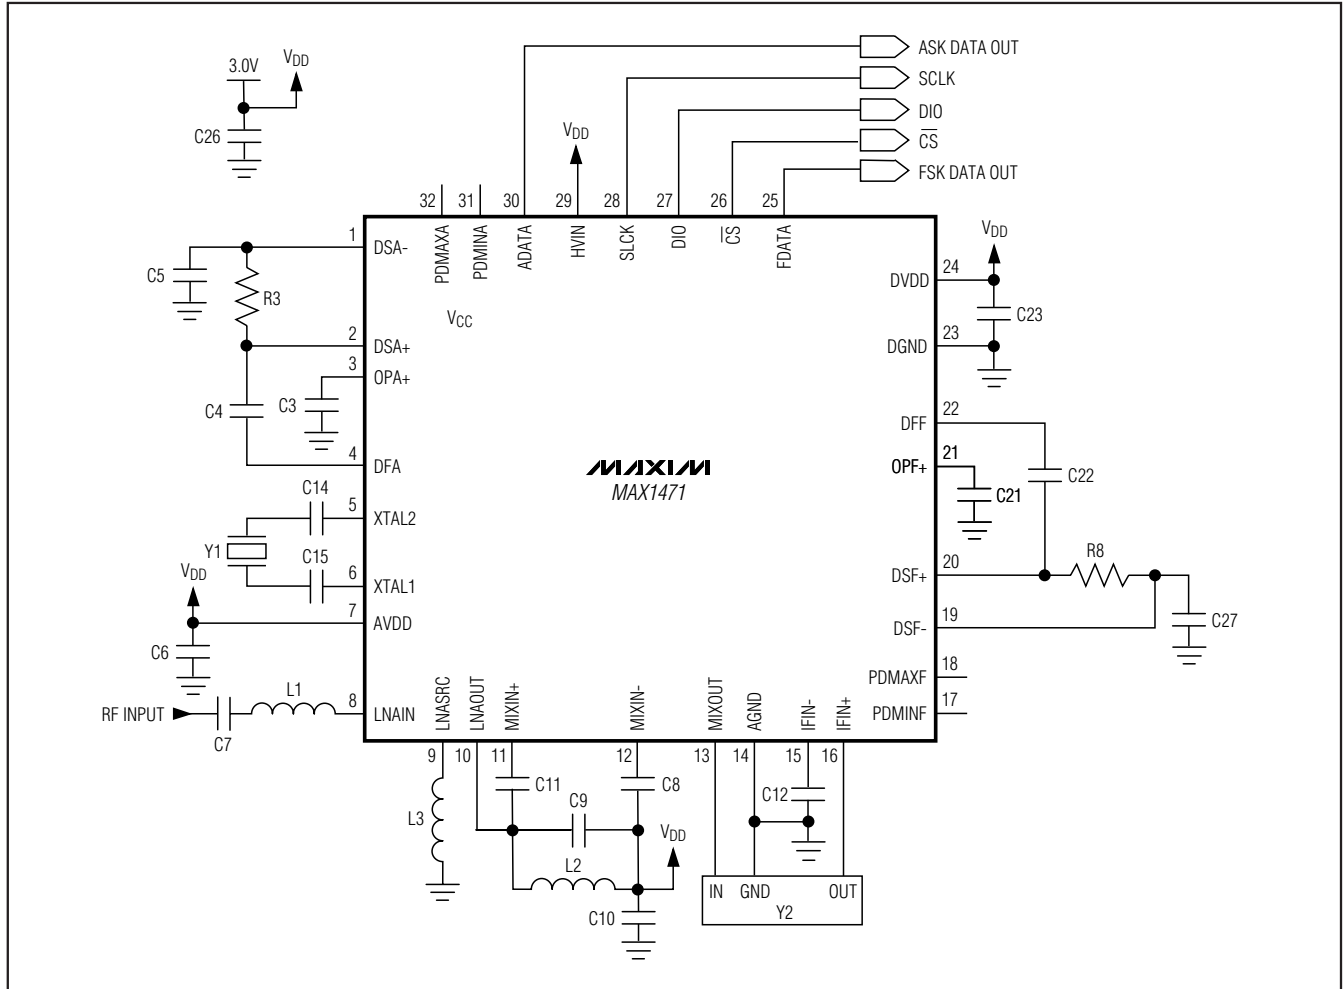 3.0V
VDD
C26
ASK DATA OUT
SCLK
DIO
CS
FSK DATA OUT
VDD
32
31
30
29
28
27
26
25
PDMAXA
PDMINA
ADATA
HVIN
SLCK
DIO
CS
FDATA
VCC
1
DSA-
C5
R3
2
DSA+
3
OPA+
C4
C3
4
DFA
C14
5
XTAL2
Y1
C15
6
XTAL1
VDD
7
AVDD
C6
RF INPUT
C7
L1
8
LNAIN
MAXIM
MAX1471
VDD
24
DVDD
C23
23
DGND
22
DFF
21
OPF+
C22
C21
20
DSF+
R8
19
DSF-
C27
18
PDMAXF
17
PDMINF
LNASRC
LNAOUT
MIXIN+
MIXIN-
MIXOUT
AGND
IFIN-
IFIN+
9
10
11
12
13
14
15
16
C11
C8
C12
L3
C9
VDD
L2
C10
IN
GND
OUT
Y2